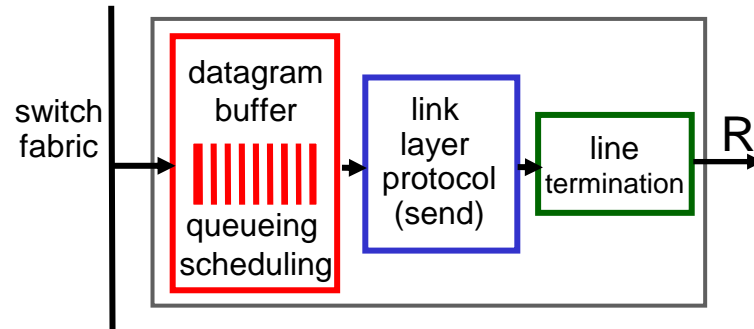 switch
fabric
datagram
buffer
queueing
scheduling
link
layer
protocol
(send)
line
termination
R